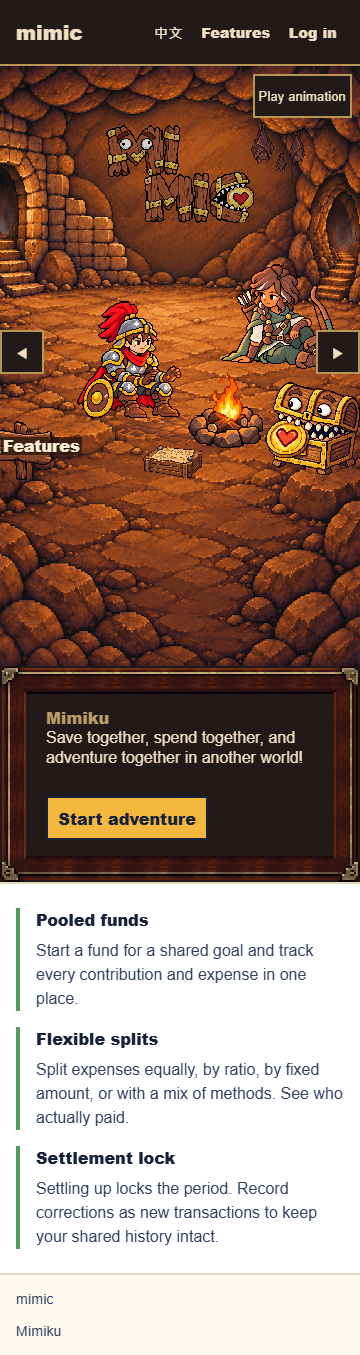 mimic
中文 Features Log in
Play animation
MiMiC
◀ ▶
Features
Mimiku
Save together, spend together, and
adventure together in another world!
Start adventure
Pooled funds
Start a fund for a shared goal and track
every contribution and expense in one
place.
Flexible splits
Split expenses equally, by ratio, by fixed
amount, or with a mix of methods. See who
actually paid.
Settlement lock
Settling up locks the period. Record
corrections as new transactions to keep
your shared history intact.
mimic
Mimiku